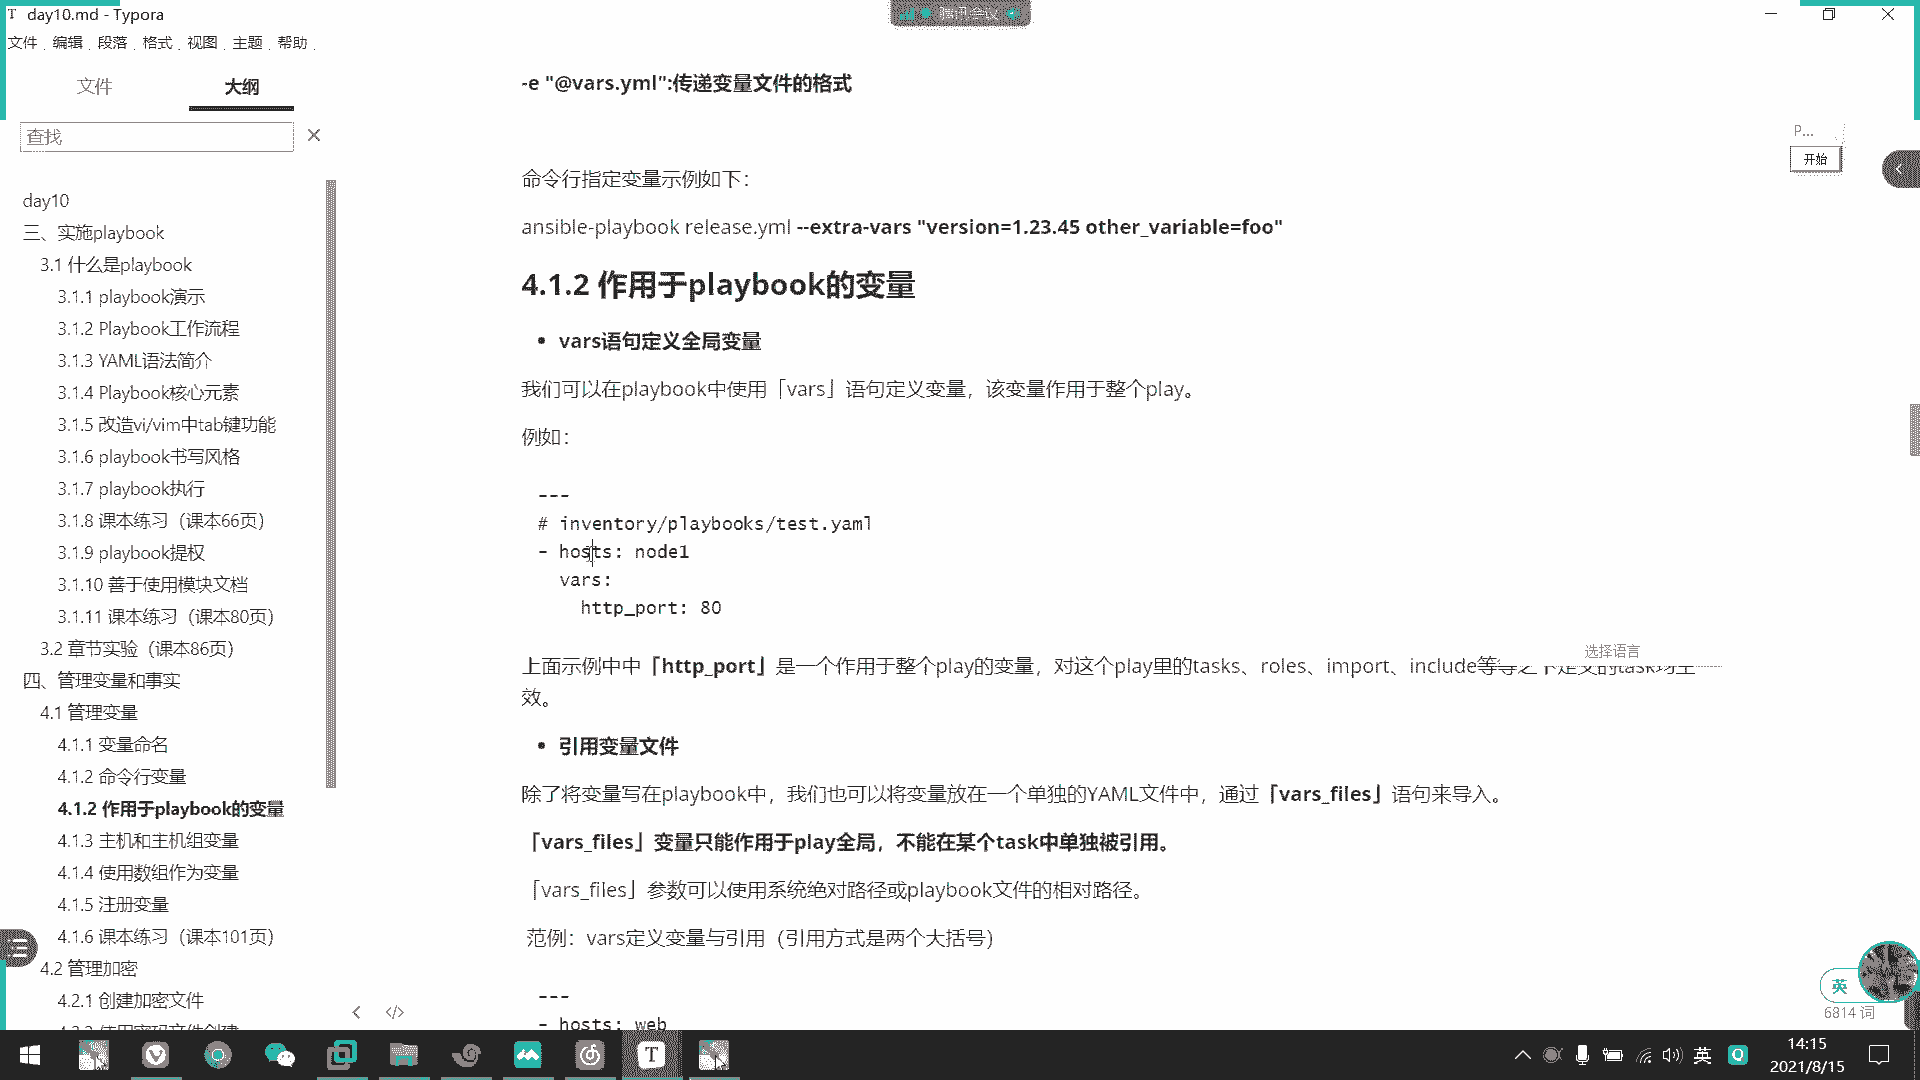 day10.md - Typora
腾讯会议
文件 编辑 段落 格式 视图 主题 帮助
文件
大纲
查找
day10
三、实施playbook
3.1 什么是playbook
3.1.1 playbook演示
3.1.2 Playbook工作流程
3.1.3 YAML语法简介
3.1.4 Playbook核心元素
3.1.5 改造vi/vim中tab键功能
3.1.6 playbook书写风格
3.1.7 playbook执行
3.1.8 课本练习（课本66页）
3.1.9 playbook提权
3.1.10 善于使用模块文档
3.1.11 课本练习（课本80页）
3.2 章节实验（课本86页）
四、管理变量和事实
4.1 管理变量
4.1.1 变量命名
4.1.2 命令行变量
4.1.2 作用于playbook的变量
4.1.3 主机和主机组变量
4.1.4 使用数组作为变量
4.1.5 注册变量
4.1.6 课本练习（课本101页）
4.2 管理加密
4.2.1 创建加密文件
-e "@vars.yml":传递变量文件的格式
命令行指定变量示例如下：
ansible-playbook release.yml --extra-vars "version=1.23.45 other_variable=foo"
4.1.2 作用于playbook的变量
• vars语句定义全局变量
我们可以在playbook中使用「vars」语句定义变量，该变量作用于整个play。
例如：
---
# inventory/playbooks/test.yaml
- hosts: node1
vars:
http_port: 80
上面示例中中「http_port」是一个作用于整个play的变量，对这个play里的tasks、roles、import、include等
效。
• 引用变量文件
除了将变量写在playbook中，我们也可以将变量放在一个单独的YAML文件中，通过「vars_files」语句来导入。
「vars_files」变量只能作用于play全局，不能在某个task中单独被引用。
「vars_files」参数可以使用系统绝对路径或playbook文件的相对路径。
范例：vars定义变量与引用（引用方式是两个大括号）
---
- hosts: web
P...
开始
选择语言
英
6814 词
英
14:15
2021/8/15